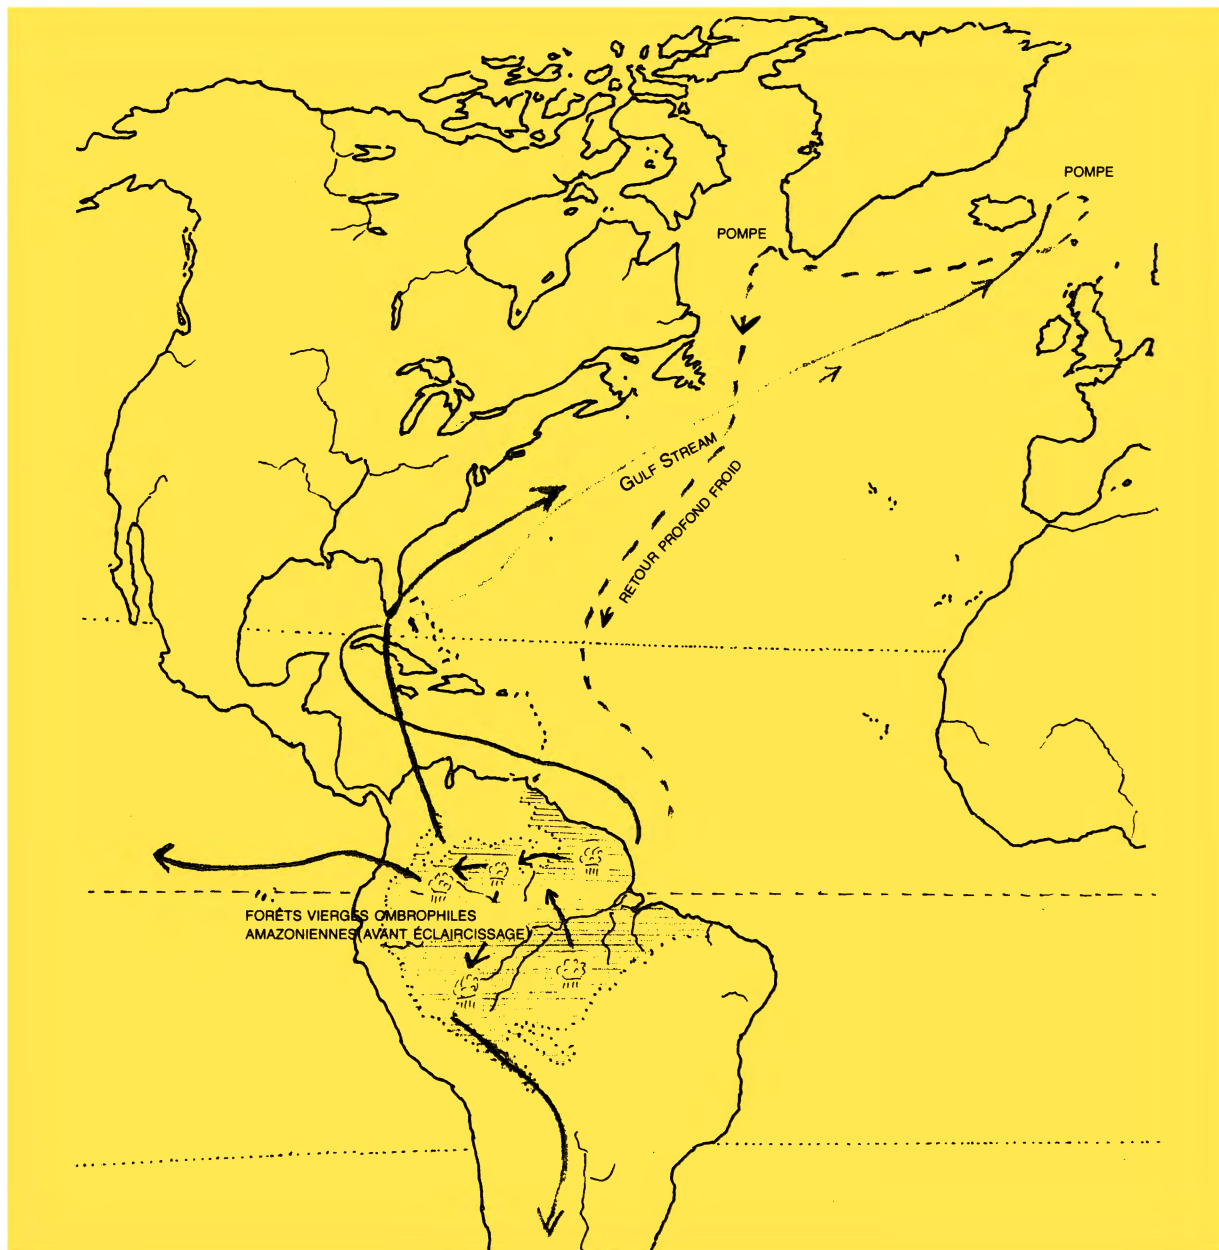 POMPE
POMPE
GULF STREAM
RETOUR PROFOND FROID
FORÊTS VIERGES OMBROPHILES
AMAZONIENNES (AVANT ÉCLAIRCISSAGE)